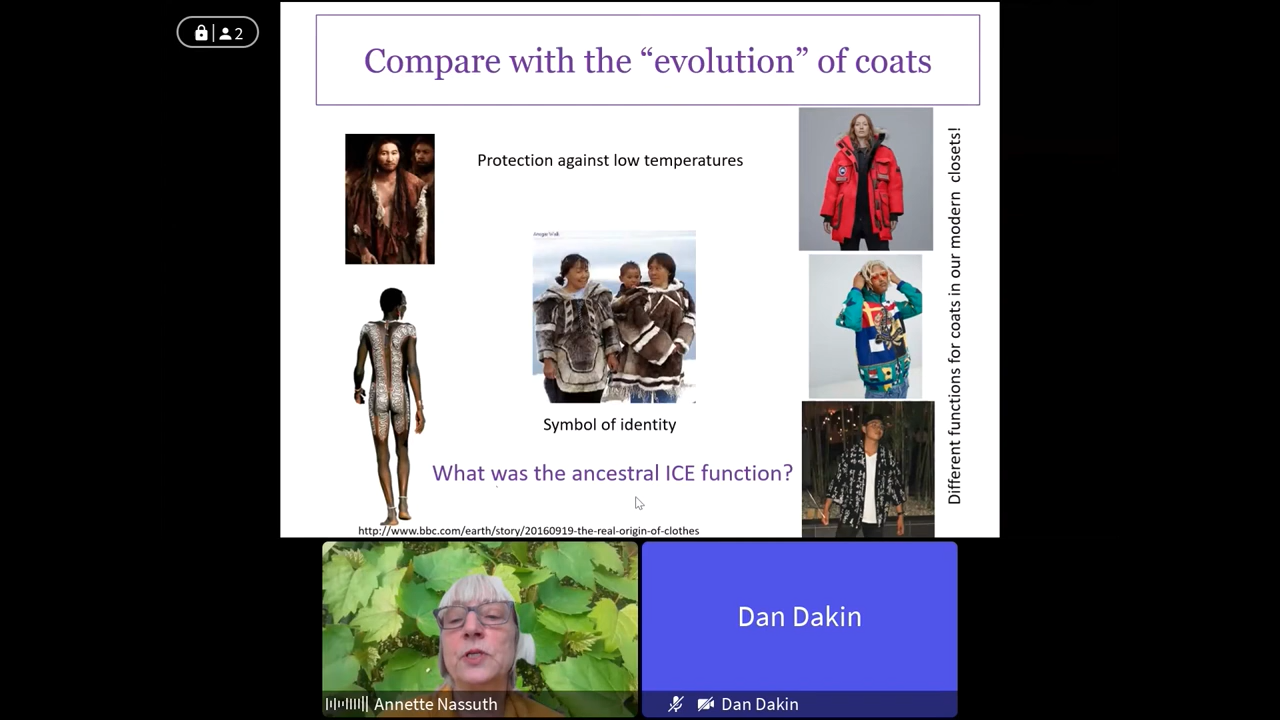 2
Compare with the “evolution” of coats
Protection against low temperatures
Symbol of identity
What was the ancestral ICE function?
http://www.bbc.com/earth/story/20160919-the-real-origin-of-clothes
Different functions for coats in our modern closets!
Dan Dakin
Annette Nassuth
Dan Dakin